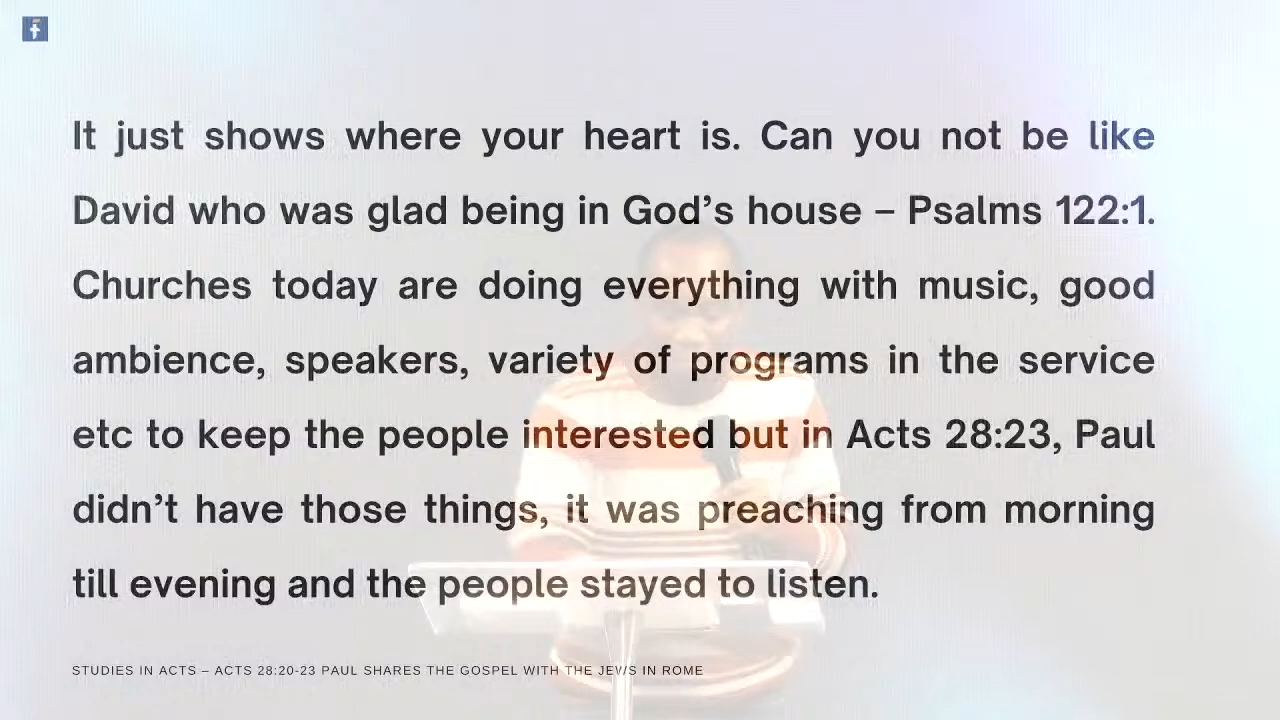 It just shows where your heart is. Can you not be like
David who was glad being in God’s house – Psalms 122:1.
Churches today are doing everything with music, good
ambience, speakers, variety of programs in the service
etc to keep the people interested but in Acts 28:23, Paul
didn’t have those things, it was preaching from morning
till evening and the people stayed to listen.
STUDIES IN ACTS – ACTS 28:20-23 PAUL SHARES THE GOSPEL WITH THE JEWS IN ROME